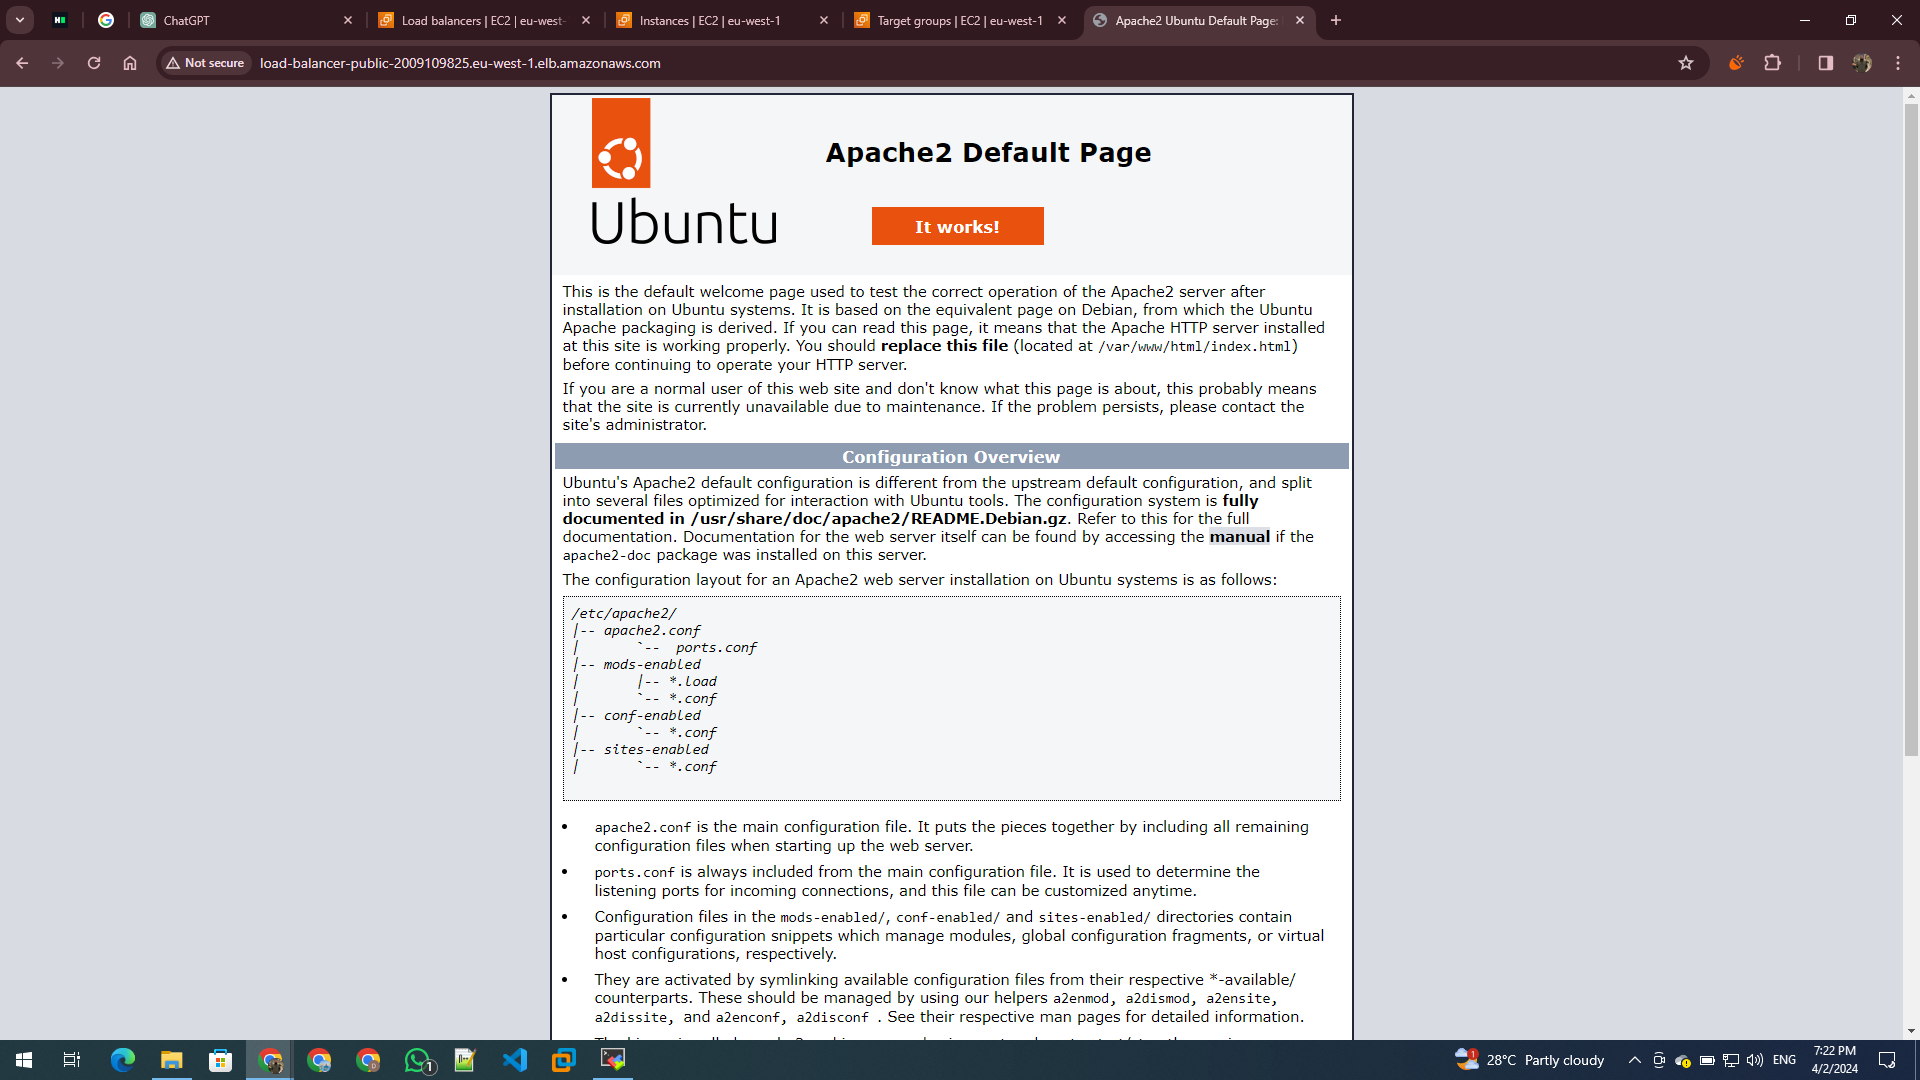 ChatGPT
Load balancers | EC2 | eu-west-
Instances | EC2 | eu-west-1
Target groups | EC2 | eu-west-1
Apache2 Ubuntu Default Page:
Not secure
load-balancer-public-2009109825.eu-west-1.elb.amazonaws.com
Apache2 Default Page
Ubuntu
It works!
This is the default welcome page used to test the correct operation of the Apache2 server after
installation on Ubuntu systems. It is based on the equivalent page on Debian, from which the Ubuntu
Apache packaging is derived. If you can read this page, it means that the Apache HTTP server installed
at this site is working properly. You should replace this file (located at /var/www/html/index.html)
before continuing to operate your HTTP server.
If you are a normal user of this web site and don't know what this page is about, this probably means
that the site is currently unavailable due to maintenance. If the problem persists, please contact the
site's administrator.
Configuration Overview
Ubuntu's Apache2 default configuration is different from the upstream default configuration, and split
into several files optimized for interaction with Ubuntu tools. The configuration system is fully
documented in /usr/share/doc/apache2/README.Debian.gz. Refer to this for the full
documentation. Documentation for the web server itself can be found by accessing the manual if the
apache2-doc package was installed on this server.
The configuration layout for an Apache2 web server installation on Ubuntu systems is as follows:
/etc/apache2/
|-- apache2.conf
|       `--  ports.conf
|-- mods-enabled
|       |-- *.load
|       `-- *.conf
|-- conf-enabled
|       `-- *.conf
|-- sites-enabled
|       `-- *.conf
• apache2.conf is the main configuration file. It puts the pieces together by including all remaining
configuration files when starting up the web server.
• ports.conf is always included from the main configuration file. It is used to determine the
listening ports for incoming connections, and this file can be customized anytime.
• Configuration files in the mods-enabled/, conf-enabled/ and sites-enabled/ directories contain
particular configuration snippets which manage modules, global configuration fragments, or virtual
host configurations, respectively.
• They are activated by symlinking available configuration files from their respective *-available/
counterparts. These should be managed by using our helpers a2enmod, a2dismod, a2ensite,
a2dissite, and a2enconf, a2disconf . See their respective man pages for detailed information.
1
1
28°C Partly cloudy
ENG
7:22 PM
4/2/2024